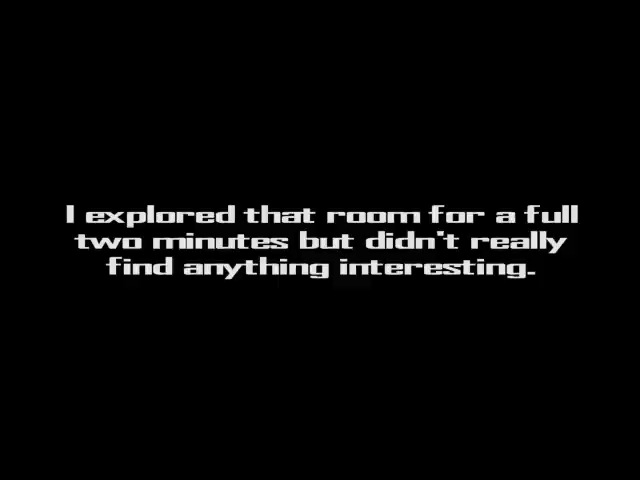 I explored that room for a full
two minutes but didn't really
find anything interesting.